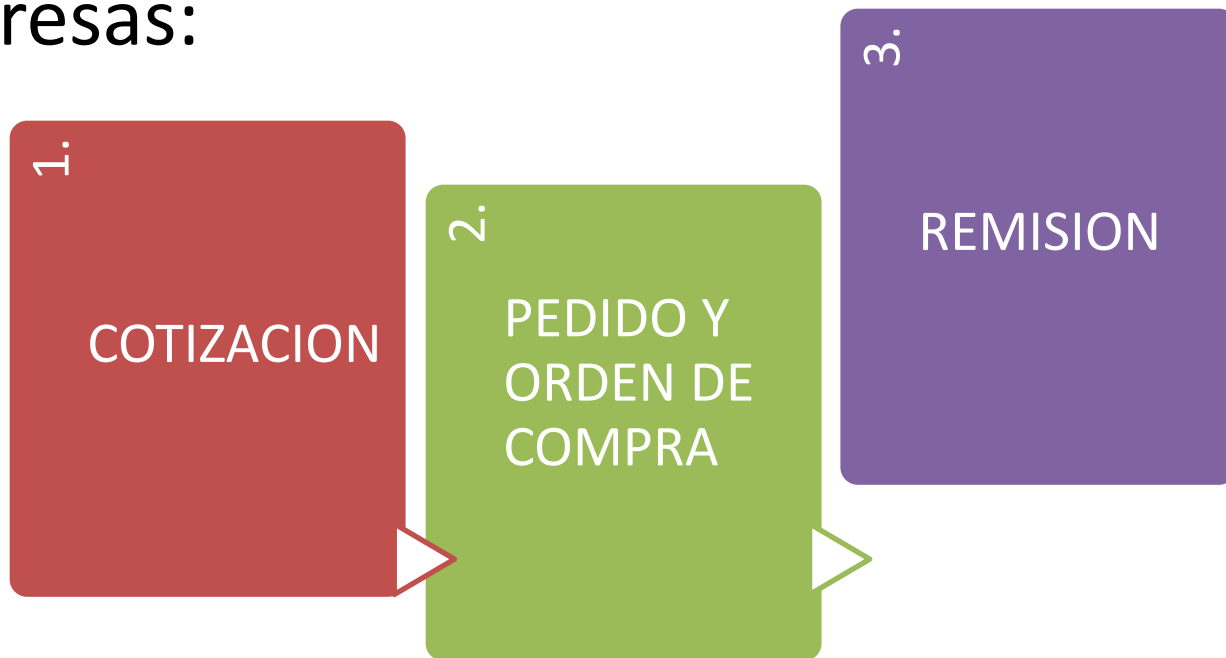 resas:
1.
COTIZACION
2.
PEDIDO Y
ORDEN DE
COMPRA
3.
REMISION